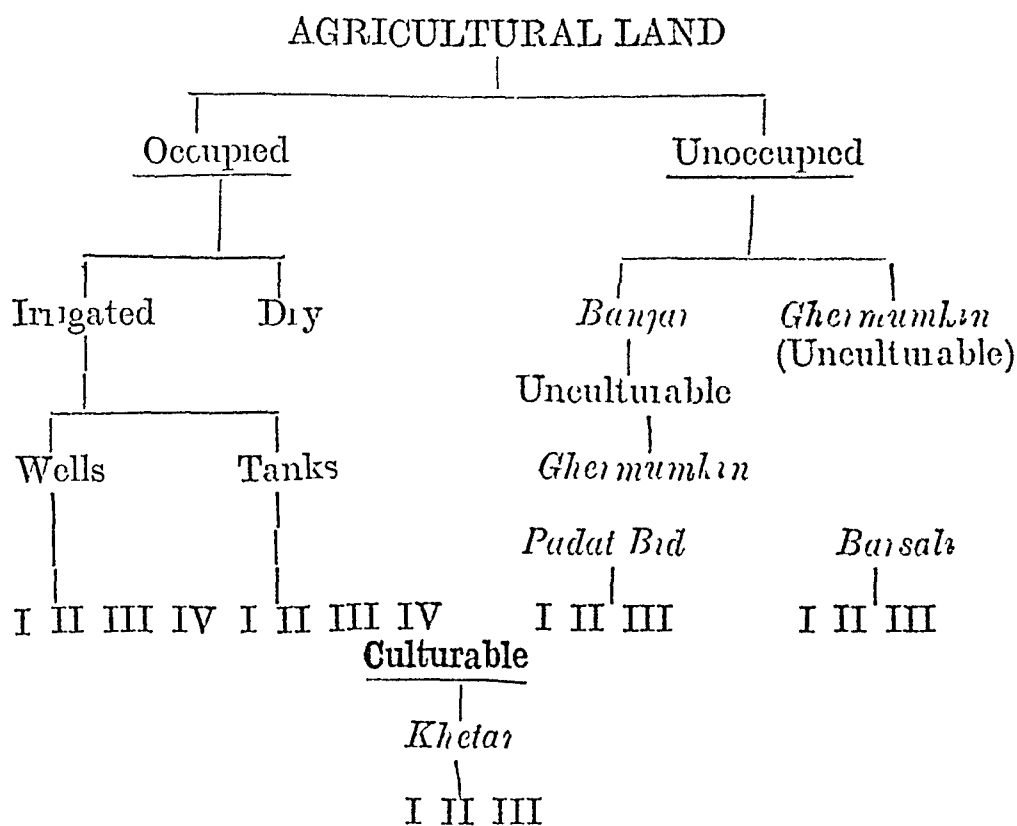 AGRICULTURAL LAND
Occupied Unoccupied
Irrigated Dry Banjar Ghermumkin
(Unculturable)
Unculturable
Wells Tanks Ghermumkin
Padat Bid Barsali
I II III IV I II III IV I II III I II III
Culturable
Khetar
I II III